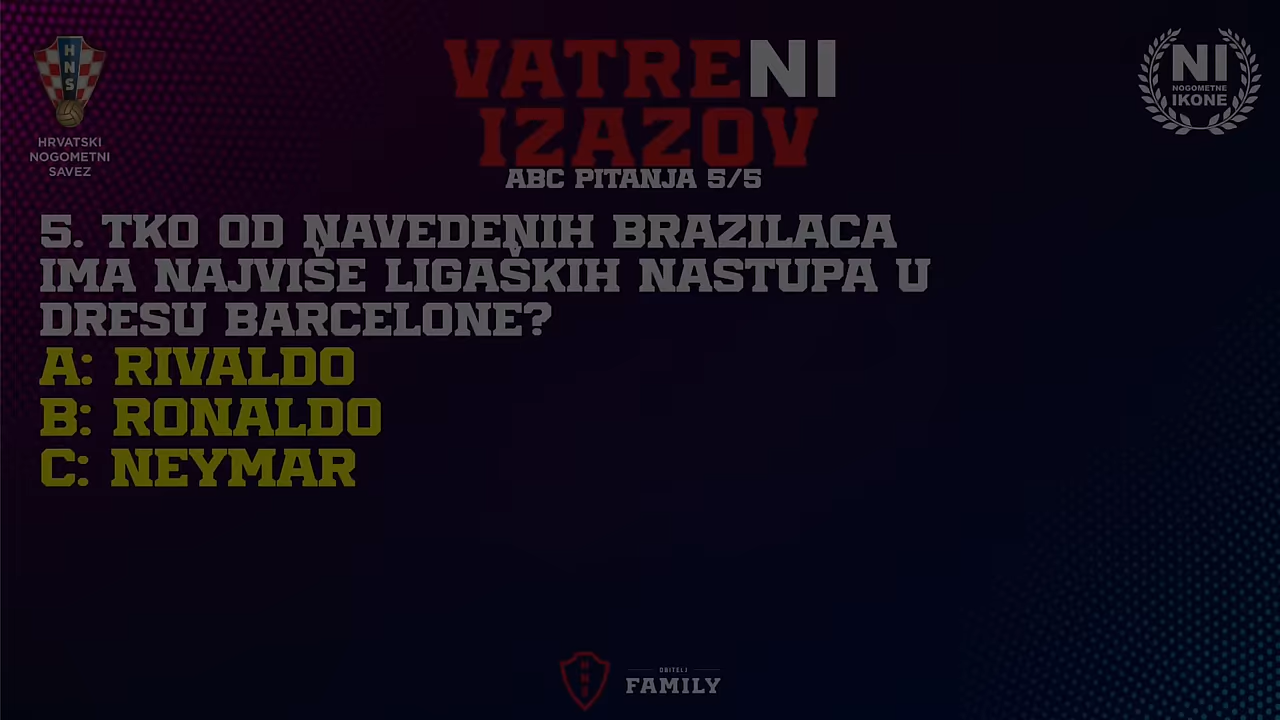 HNS
HRVATSKI
NOGOMETNI
SAVEZ
VATRENI
IZAZOV
ABC PITANJA 5/5
NI
NOGOMETNE
IKONE
5. TKO OD NAVEDENIH BRAZILACA
IMA NAJVIŠE LIGAŠKIH NASTUPA U
DRESU BARCELONE?
A: RIVALDO
B: RONALDO
C: NEYMAR
HNS
OBITELJ
FAMILY